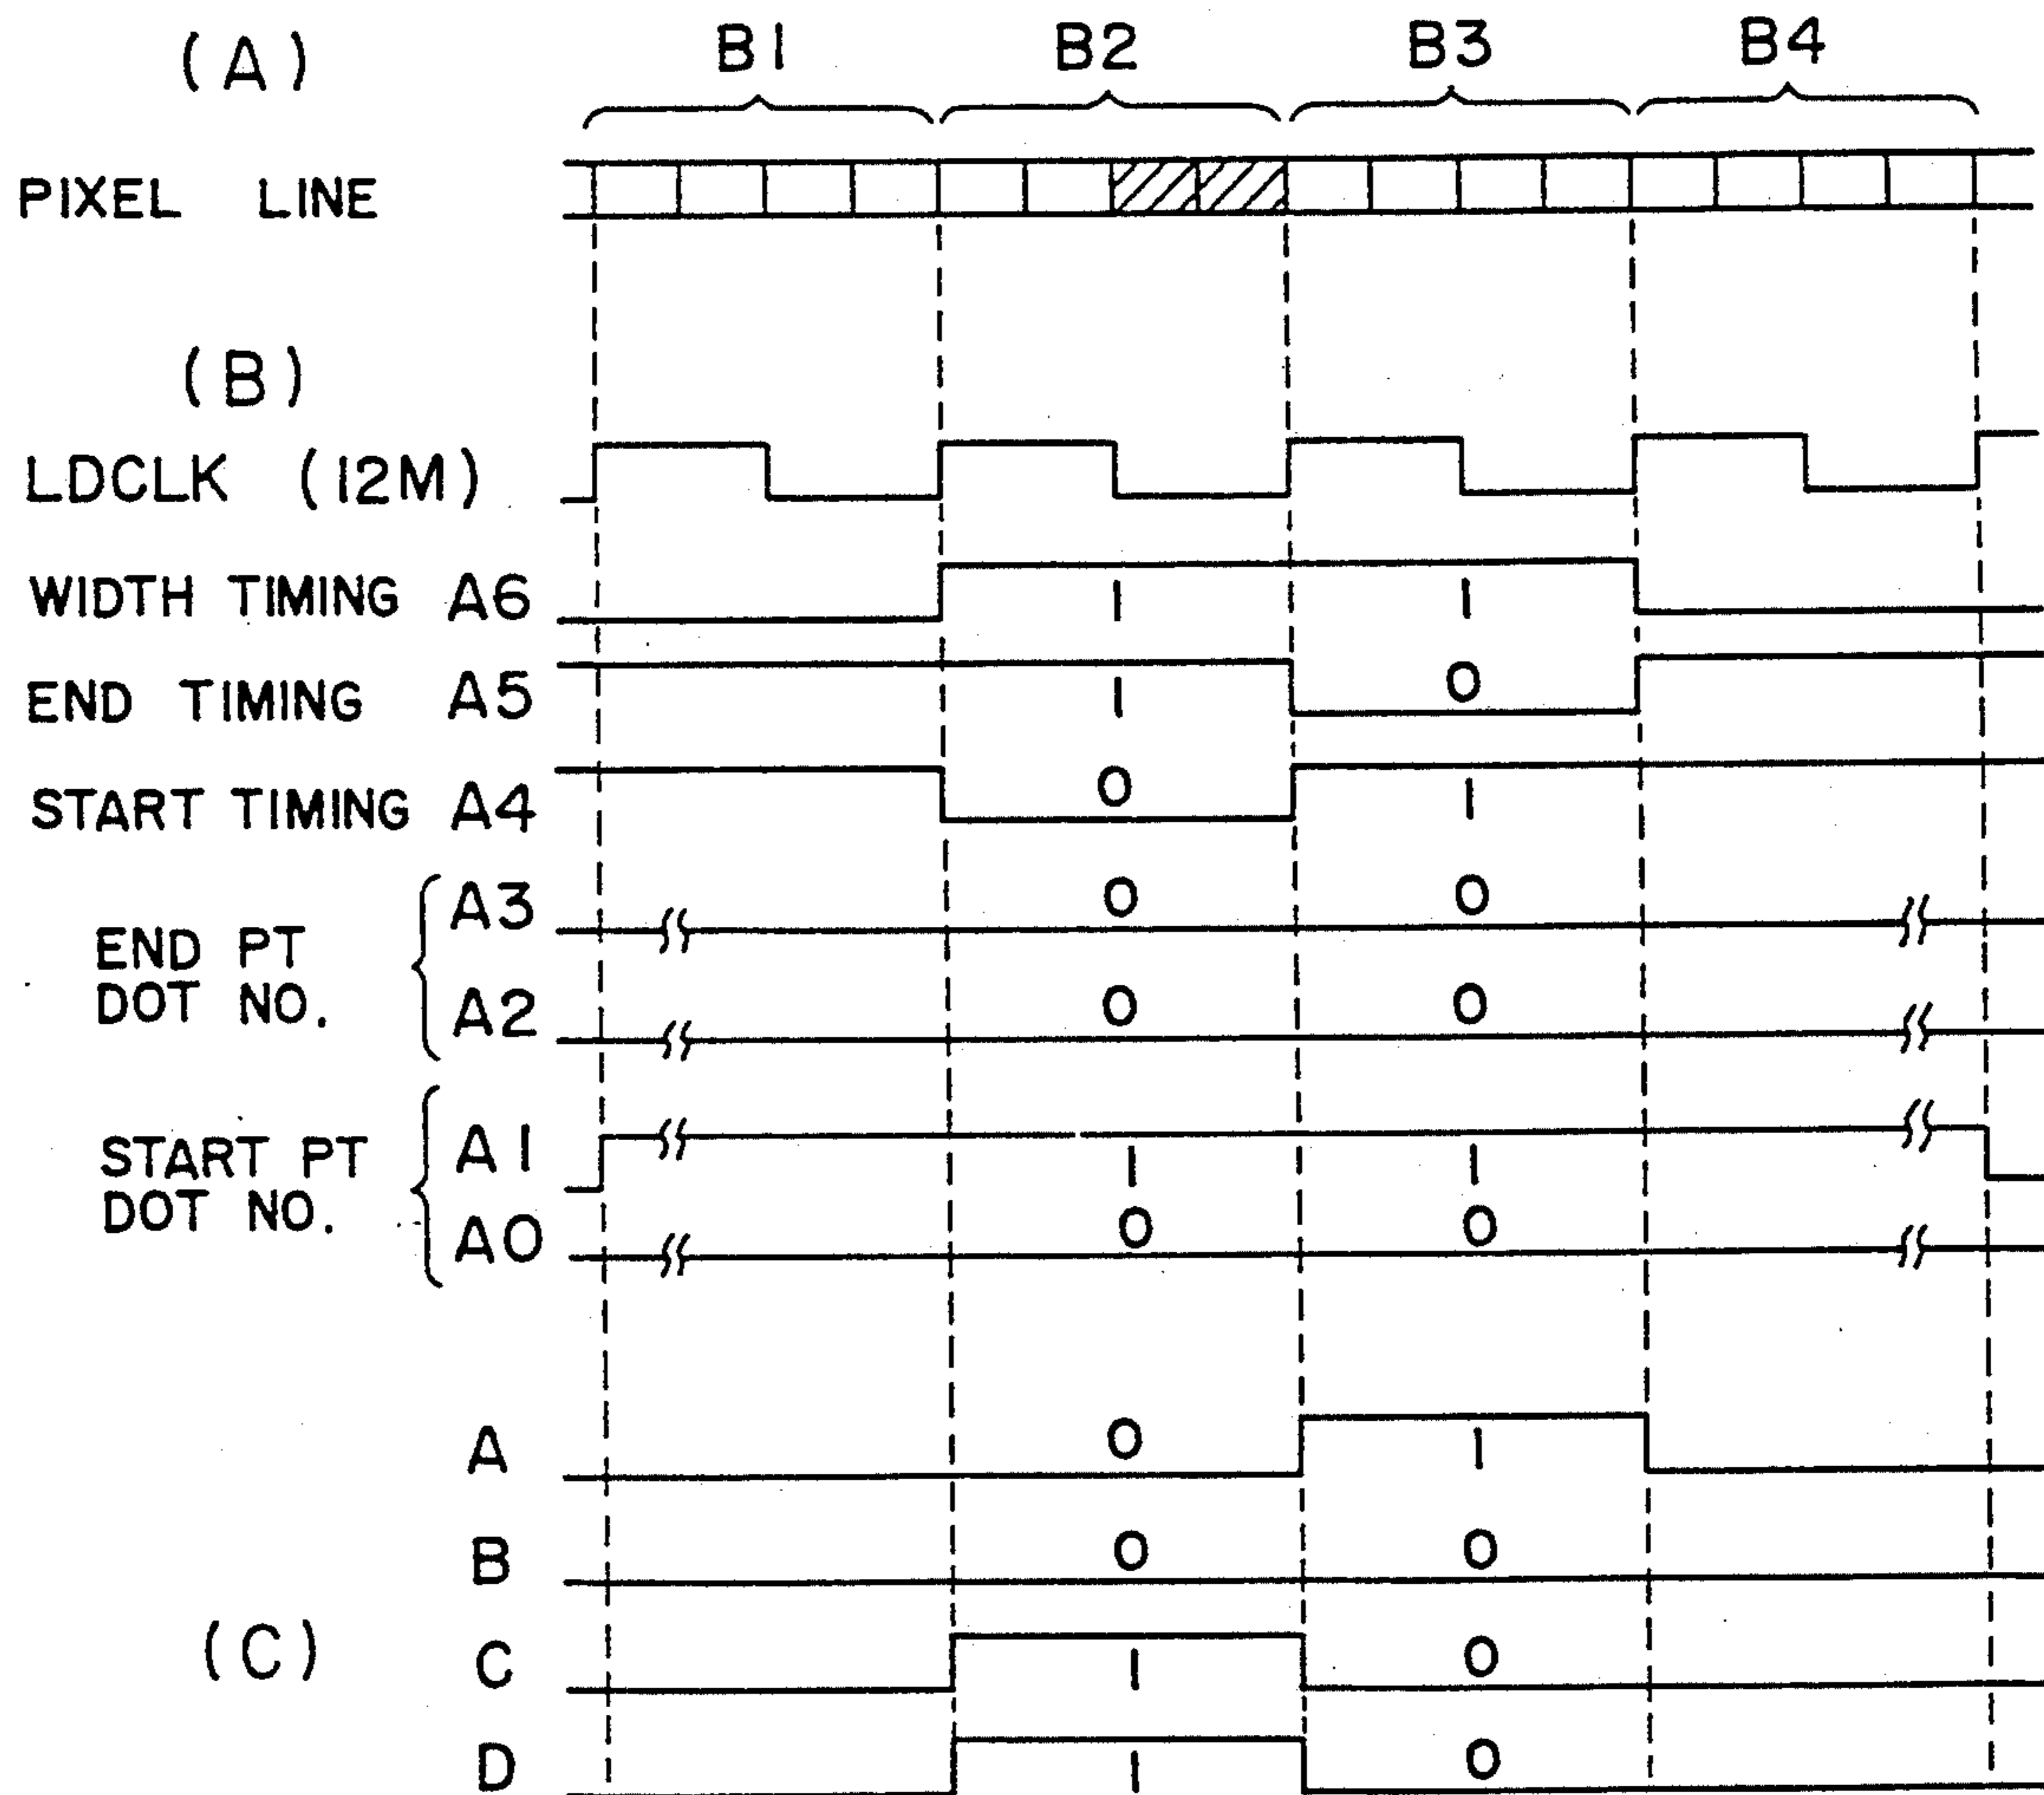 (A) B1 B2 B3 B4
PIXEL LINE
(B)
LDCLK (12M)
WIDTH TIMING A6 1 1
END TIMING A5 1 0
START TIMING A4 0 1
END PT DOT NO.
A3 0 0
A2 0 0
START PT DOT NO.
A1 1 1
A0 0 0
A 0 1
B 0 0
(C)
C 1 0
D 1 0